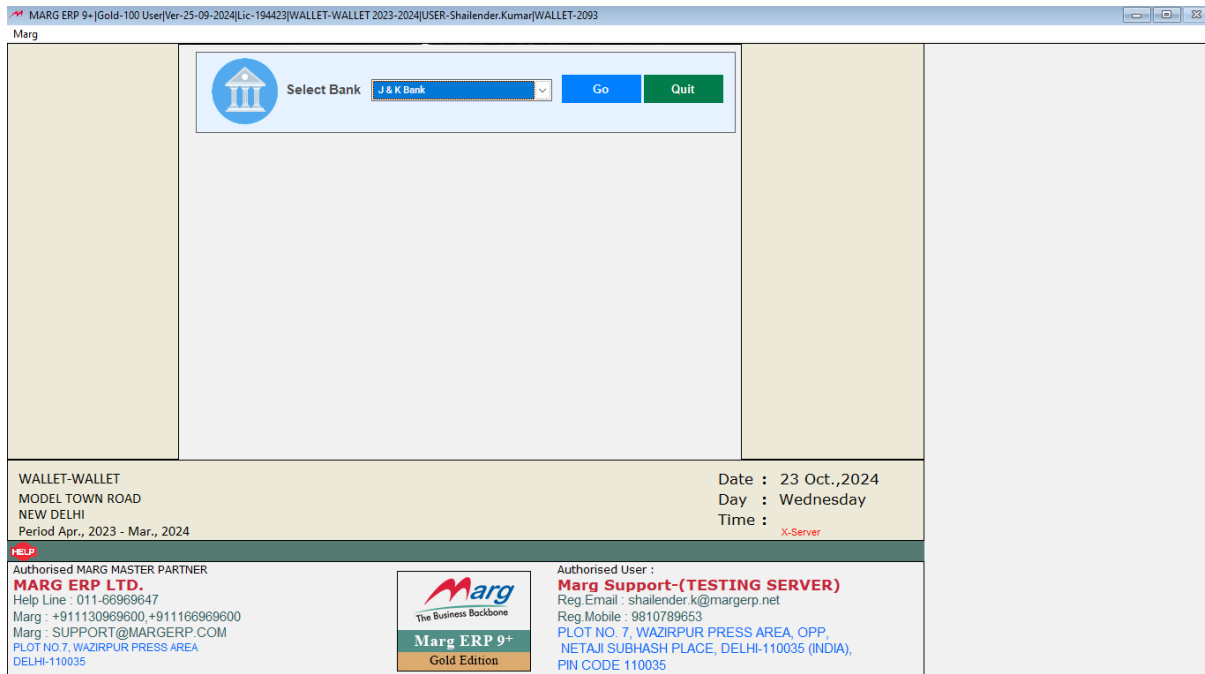 MARG ERP 9+|Gold-100 User|Ver-25-09-2024|Lic-194423|WALLET-WALLET 2023-2024|USER-Shailender.Kumar|WALLET-2093
Marg
Select Bank J & K Bank Go Quit
WALLET-WALLET
MODEL TOWN ROAD
NEW DELHI
Period Apr., 2023 - Mar., 2024
Date : 23 Oct.,2024
Day : Wednesday
Time :
X-Server
HELP
Authorised MARG MASTER PARTNER
MARG ERP LTD.
Help Line : 011-66969647
Marg : +911130969600,+911166969600
Marg : SUPPORT@MARGERP.COM
PLOT NO.7, WAZIRPUR PRESS AREA
DELHI-110035
Marg
The Business Backbone
Marg ERP 9+
Gold Edition
Authorised User :
Marg Support-(TESTING SERVER)
Reg.Email : shailender.k@margerp.net
Reg.Mobile : 9810789653
PLOT NO. 7, WAZIRPUR PRESS AREA, OPP,
NETAJI SUBHASH PLACE, DELHI-110035 (INDIA),
PIN CODE 110035